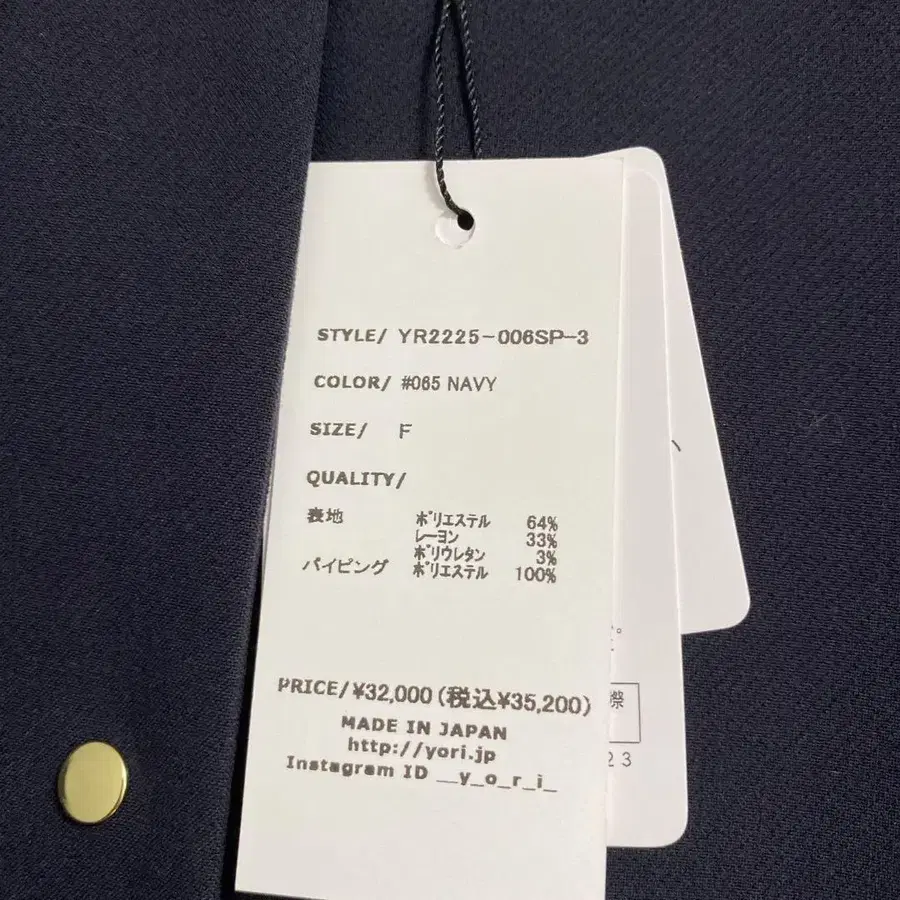 STYLE/ YR2225-006SP-3
COLOR/ #065 NAVY
SIZE/ F
QUALITY/
表地 ポリエステル 64%
レーヨン 33%
ポリウレタン 3%
パイピング ポリエステル 100%
PRICE/¥32,000(税込¥35,200)
MADE IN JAPAN
http://yori.jp
Instagram ID __y_o_r_i_
際
23